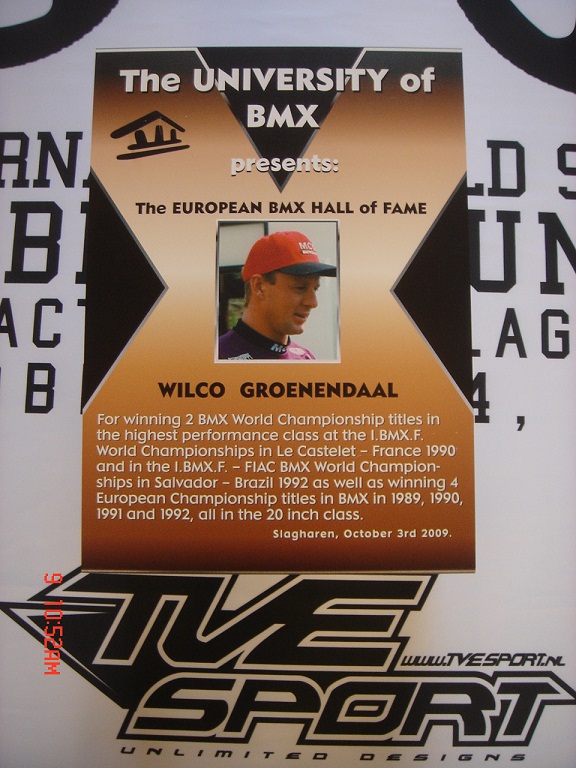 The UNIVERSITY of
BMX
presents:
The EUROPEAN BMX HALL of FAME
WILCO GROENENDAAL
For winning 2 BMX World Championship titles in
the highest performance class at the I.BMX.F.
World Championships in Le Castelet – France 1990
and in the I.BMX.F. – FIAC BMX World Champion-
ships in Salvador – Brazil 1992 as well as winning 4
European Championship titles in BMX in 1989, 1990,
1991 and 1992, all in the 20 inch class.
Slagharen, October 3rd 2009.
TVE
www.TVESPORT.NL
SPORT
UNLIMITED DESIGNS
9 10:52AM